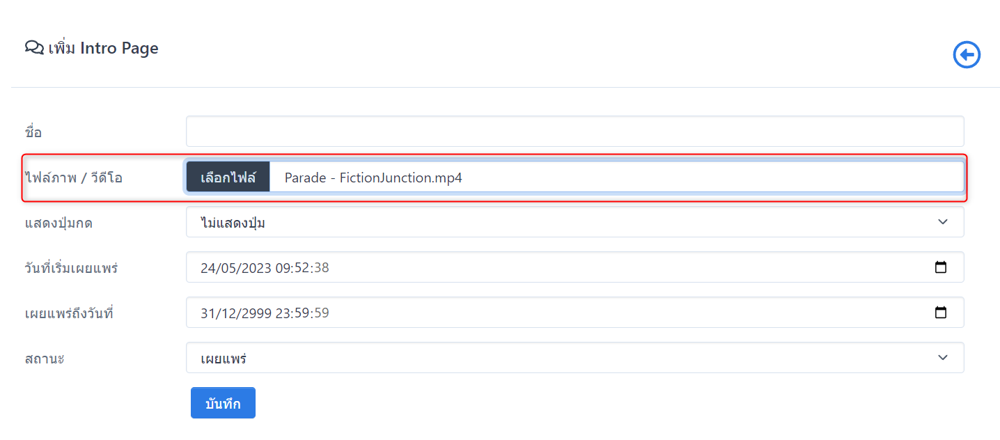 เพิ่ม Intro Page
ชื่อ
ไฟล์ภาพ / วีดีโอ เลือกไฟล์ Parade - FictionJunction.mp4
แสดงปุ่มกด ไม่แสดงปุ่ม
วันที่เริ่มเผยแพร่ 24/05/2023 09:52:38
เผยแพร่ถึงวันที่ 31/12/2999 23:59:59
สถานะ เผยแพร่
บันทึก